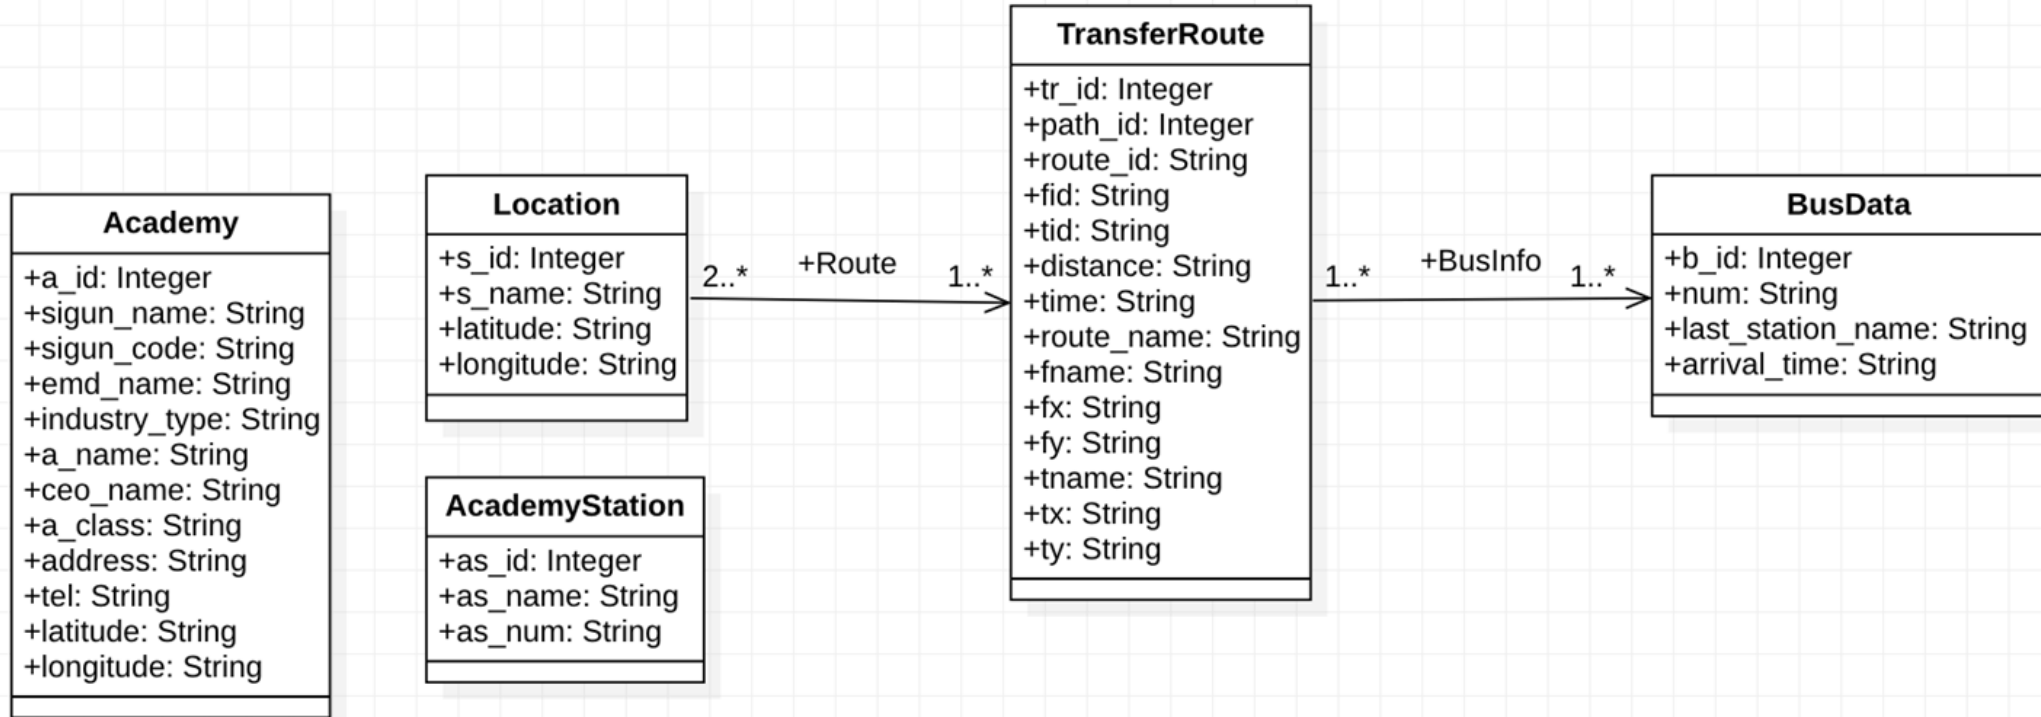 Academy
+a_id: Integer
+sigun_name: String
+sigun_code: String
+emd_name: String
+industry_type: String
+a_name: String
+ceo_name: String
+a_class: String
+address: String
+tel: String
+latitude: String
+longitude: String
Location
+s_id: Integer
+s_name: String
+latitude: String
+longitude: String
AcademyStation
+as_id: Integer
+as_name: String
+as_num: String
2..*
+Route
1..*
TransferRoute
+tr_id: Integer
+path_id: Integer
+route_id: String
+fid: String
+tid: String
+distance: String
+time: String
+route_name: String
+fname: String
+fx: String
+fy: String
+tname: String
+tx: String
+ty: String
1..*
+BusInfo
1..*
BusData
+b_id: Integer
+num: String
+last_station_name: String
+arrival_time: String